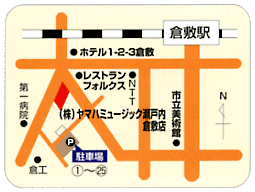 倉敷駅
ホテル1-2-3倉敷
レストラン
フォルクス
NTT
第一病院
(株)ヤマハミュージック瀬戸内
倉敷店
市立美術館
N
P
駐車場
①〜㉕
倉工